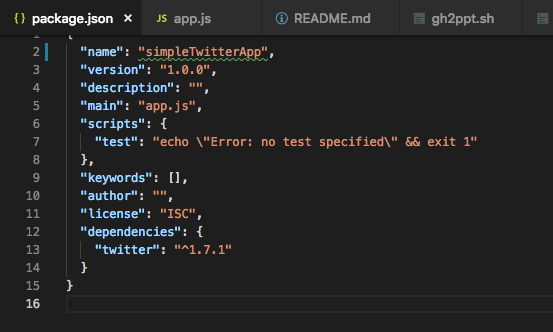 { } package.json × JS app.js README.md gh2ppt.sh
1 {
2 "name": "simpleTwitterApp",
3 "version": "1.0.0",
4 "description": "",
5 "main": "app.js",
6 "scripts": {
7 "test": "echo \"Error: no test specified\" && exit 1"
8 },
9 "keywords": [],
10 "author": "",
11 "license": "ISC",
12 "dependencies": {
13 "twitter": "^1.7.1"
14 }
15 }
16